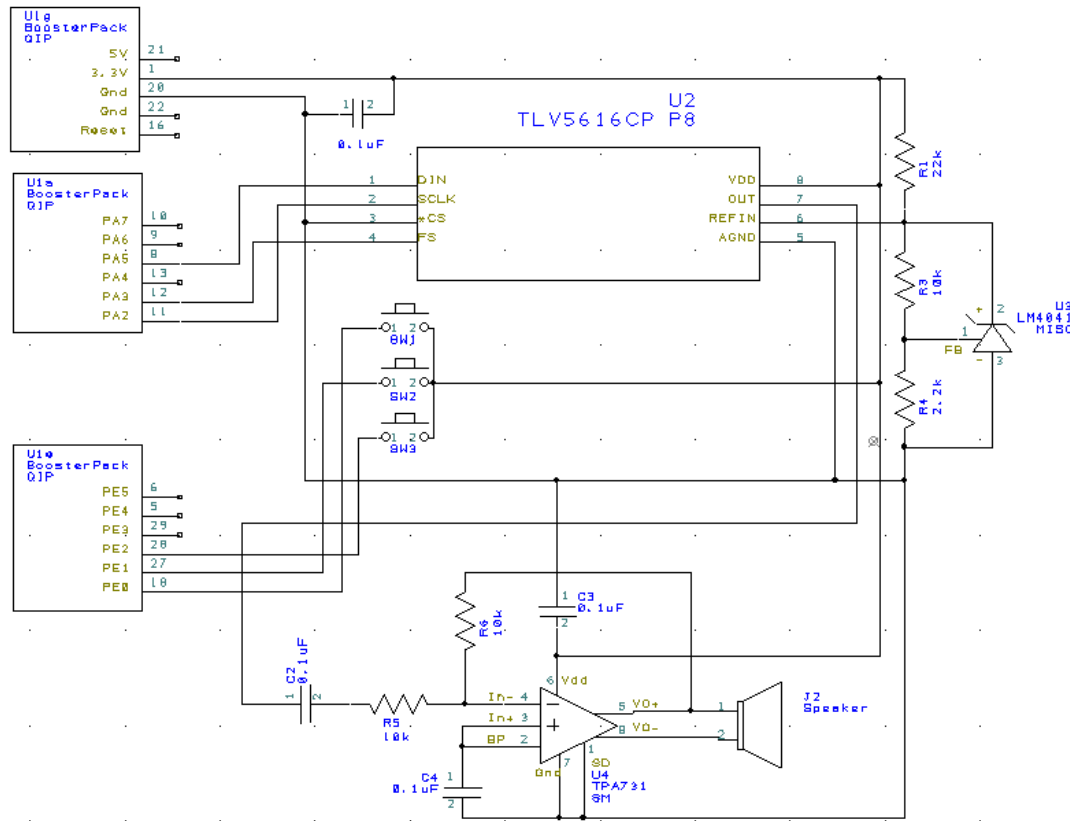 U1g
BoosterPack
QIP
5V 21
3.3V 1
Gnd 20
Gnd 22
Reset 16
1 2
0.1uF
U2
TLV5616CP P8
1 DIN
2 SCLK
3 *CS
4 FS
VDD 8
OUT 7
REFIN 6
AGND 5
R1
22k
R3
10k
R4
2.2k
U3
LM4041
MISC
+ 2
1
FB
- 3
U1a
BoosterPack
QIP
PA7 10
PA6 9
PA5 8
PA4 13
PA3 12
PA2 11
1 2
SW1
1 2
SW2
1 2
SW3
U1e
BoosterPack
QIP
PE5 6
PE4 5
PE3 29
PE2 28
PE1 27
PE0 18
R6
10k
1 C3
0.1uF
2
C2
0.1uF
1 2
R5
10k
6 Vdd
In- 4
In+ 3
BP 2
5 VO+
8 VO-
1
SD
7
Gnd
U4
TPA731
SM
C4 1
0.1uF
2
J2
Speaker
1
2